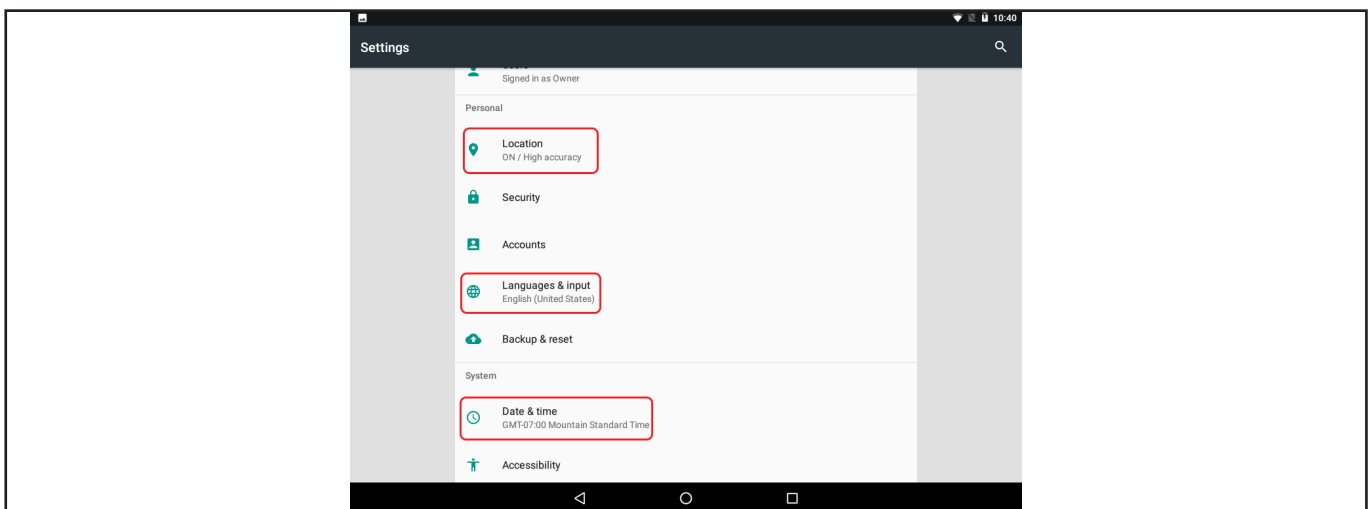 10:40
Settings
Signed in as Owner
Personal
Location
ON / High accuracy
Security
Accounts
Languages & input
English (United States)
Backup & reset
System
Date & time
GMT-07:00 Mountain Standard Time
Accessibility